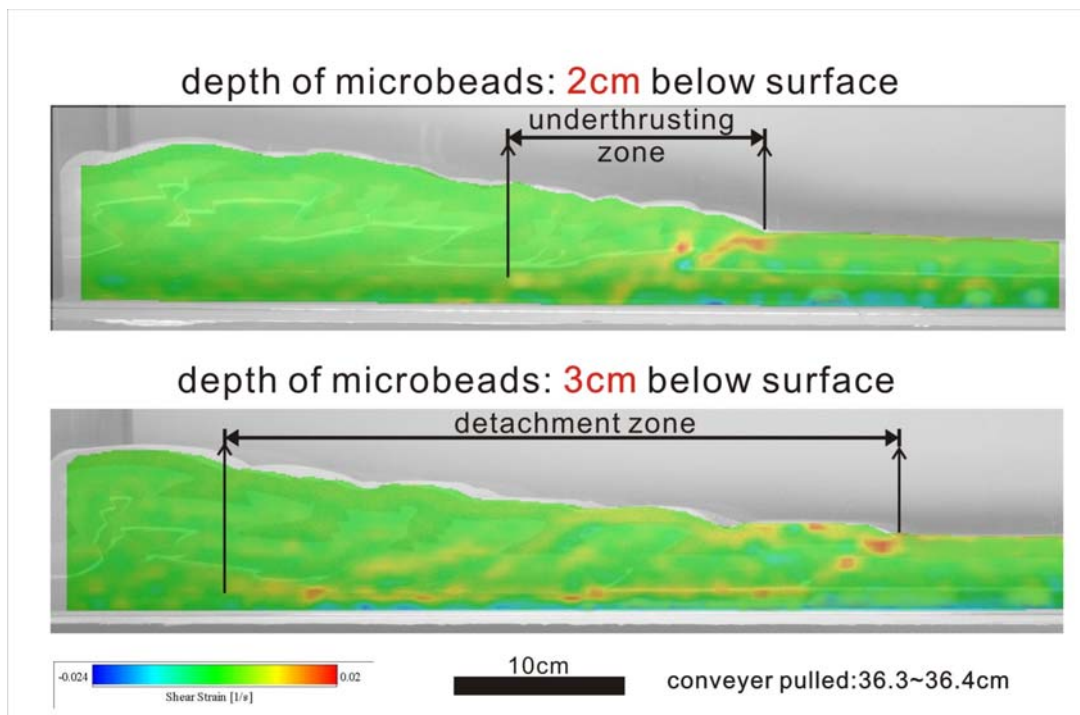 depth of microbeads: 2cm below surface
underthrusting
zone
depth of microbeads: 3cm below surface
detachment zone
-0.024
0.02
Shear Strain [1/s]
10cm
conveyer pulled:36.3~36.4cm